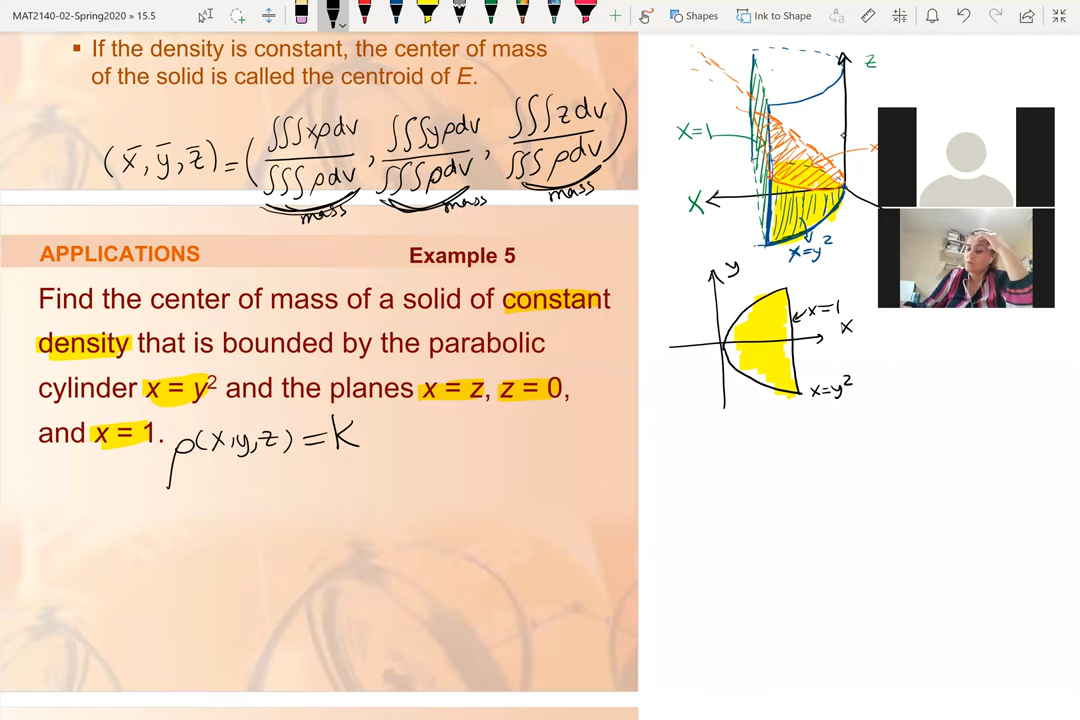 MAT2140-02-Spring2020 » 15.5
Shapes
Ink to Shape
▪ If the density is constant, the center of mass
of the solid is called the centroid of E.
(x̄, ȳ, z̄) = ( ∭xρdv / ∭ρdv , ∭yρdv / ∭ρdv , ∭zdv / ∭ρdv )
mass mass mass
APPLICATIONS Example 5
Find the center of mass of a solid of constant
density that is bounded by the parabolic
cylinder x = y² and the planes x = z, z = 0,
and x = 1.
ρ(x,y,z) = K
z
x=1
x
x=y²
y
x=1
x
x=y²